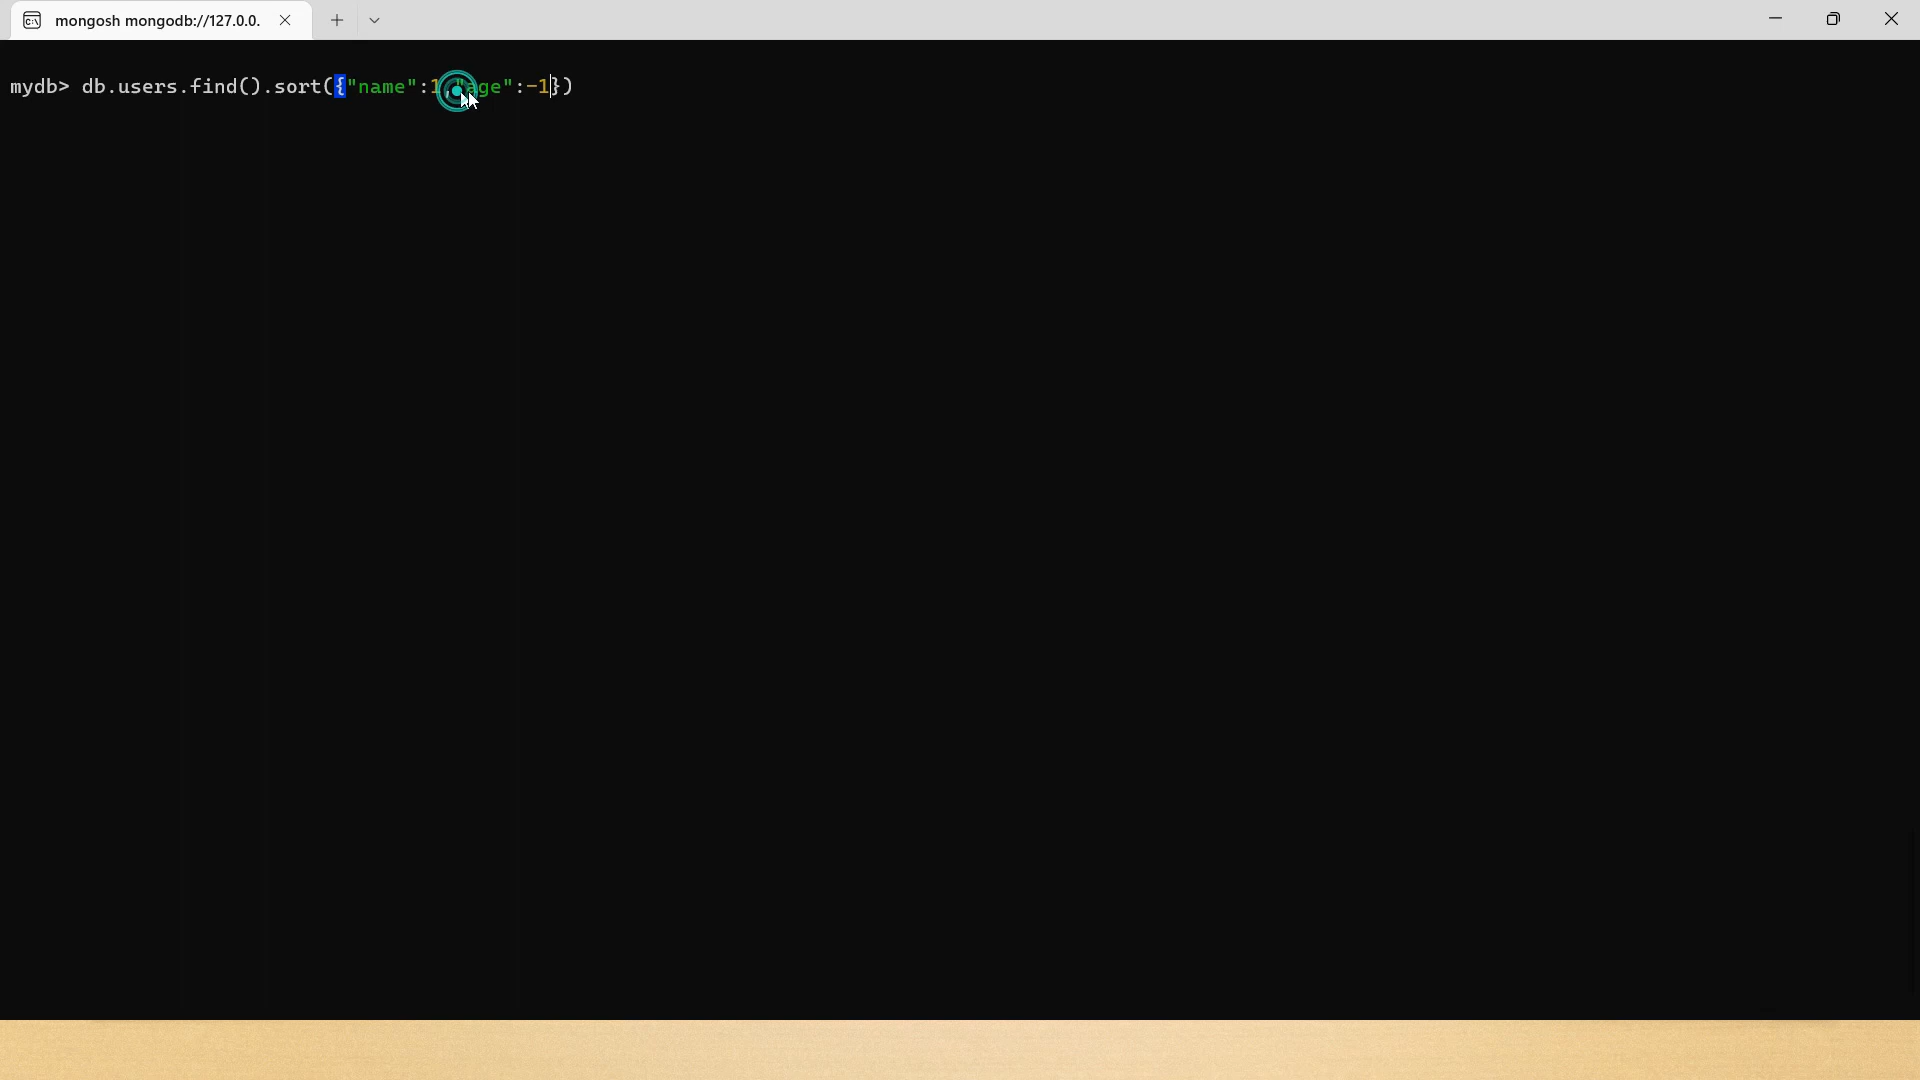 mongosh mongodb://127.0.0.
mydb> db.users.find().sort({"name":1,"age":-1})